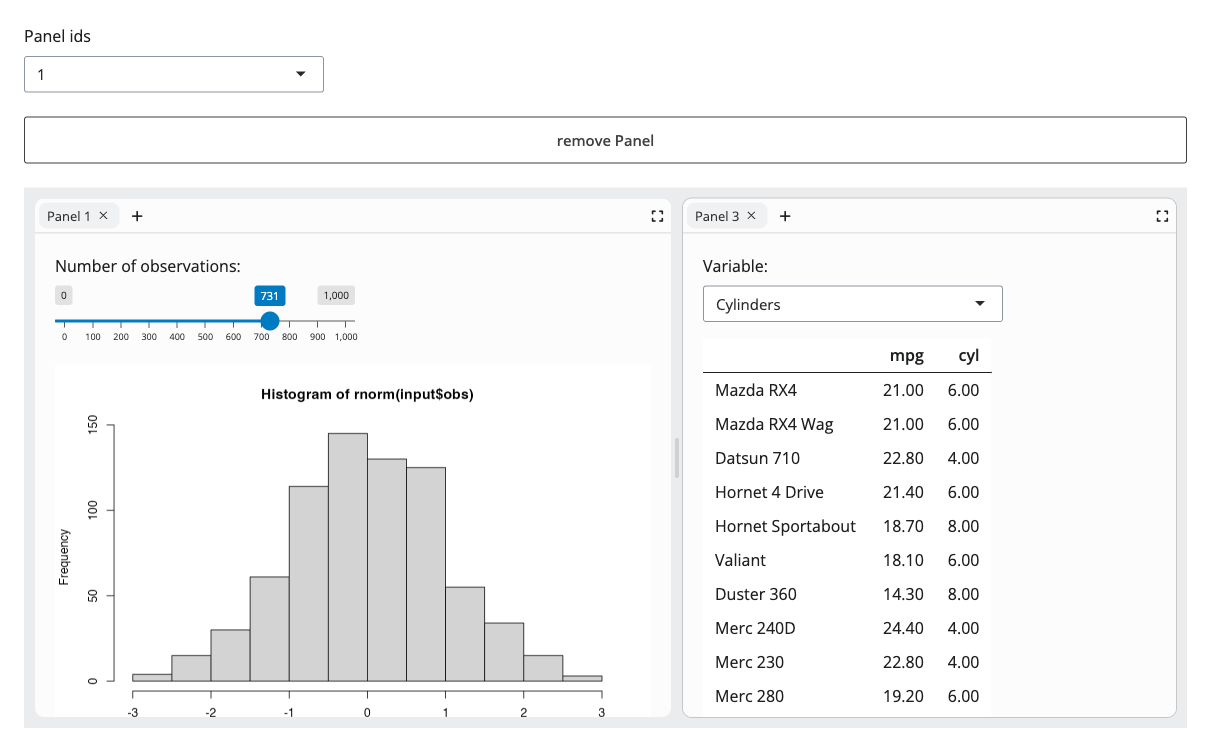 Panel ids
1
remove Panel
Panel 1 × +
Number of observations:
0 731 1,000
0 100 200 300 400 500 600 700 800 900 1,000
Histogram of rnorm(input$obs)
Frequency
150
100
50
0
-3 -2 -1 0 1 2 3
Panel 3 × +
Variable:
Cylinders
mpg cyl
Mazda RX4 21.00 6.00
Mazda RX4 Wag 21.00 6.00
Datsun 710 22.80 4.00
Hornet 4 Drive 21.40 6.00
Hornet Sportabout 18.70 8.00
Valiant 18.10 6.00
Duster 360 14.30 8.00
Merc 240D 24.40 4.00
Merc 230 22.80 4.00
Merc 280 19.20 6.00